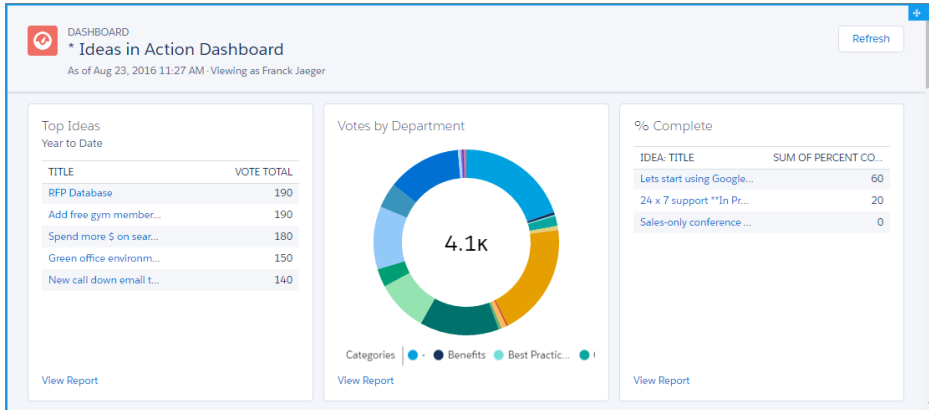 DASHBOARD
* Ideas in Action Dashboard
As of Aug 23, 2016 11:27 AM·Viewing as Franck Jaeger
Refresh
Top Ideas
Year to Date
TITLE VOTE TOTAL
RFP Database 190
Add free gym member... 190
Spend more $ on sear... 180
Green office environm... 150
New call down email t... 140
View Report
Votes by Department
4.1K
Categories - Benefits Best Practic...
View Report
% Complete
IDEA: TITLE SUM OF PERCENT CO...
Lets start using Google... 60
24 x 7 support **In Pr... 20
Sales-only conference ... 0
View Report